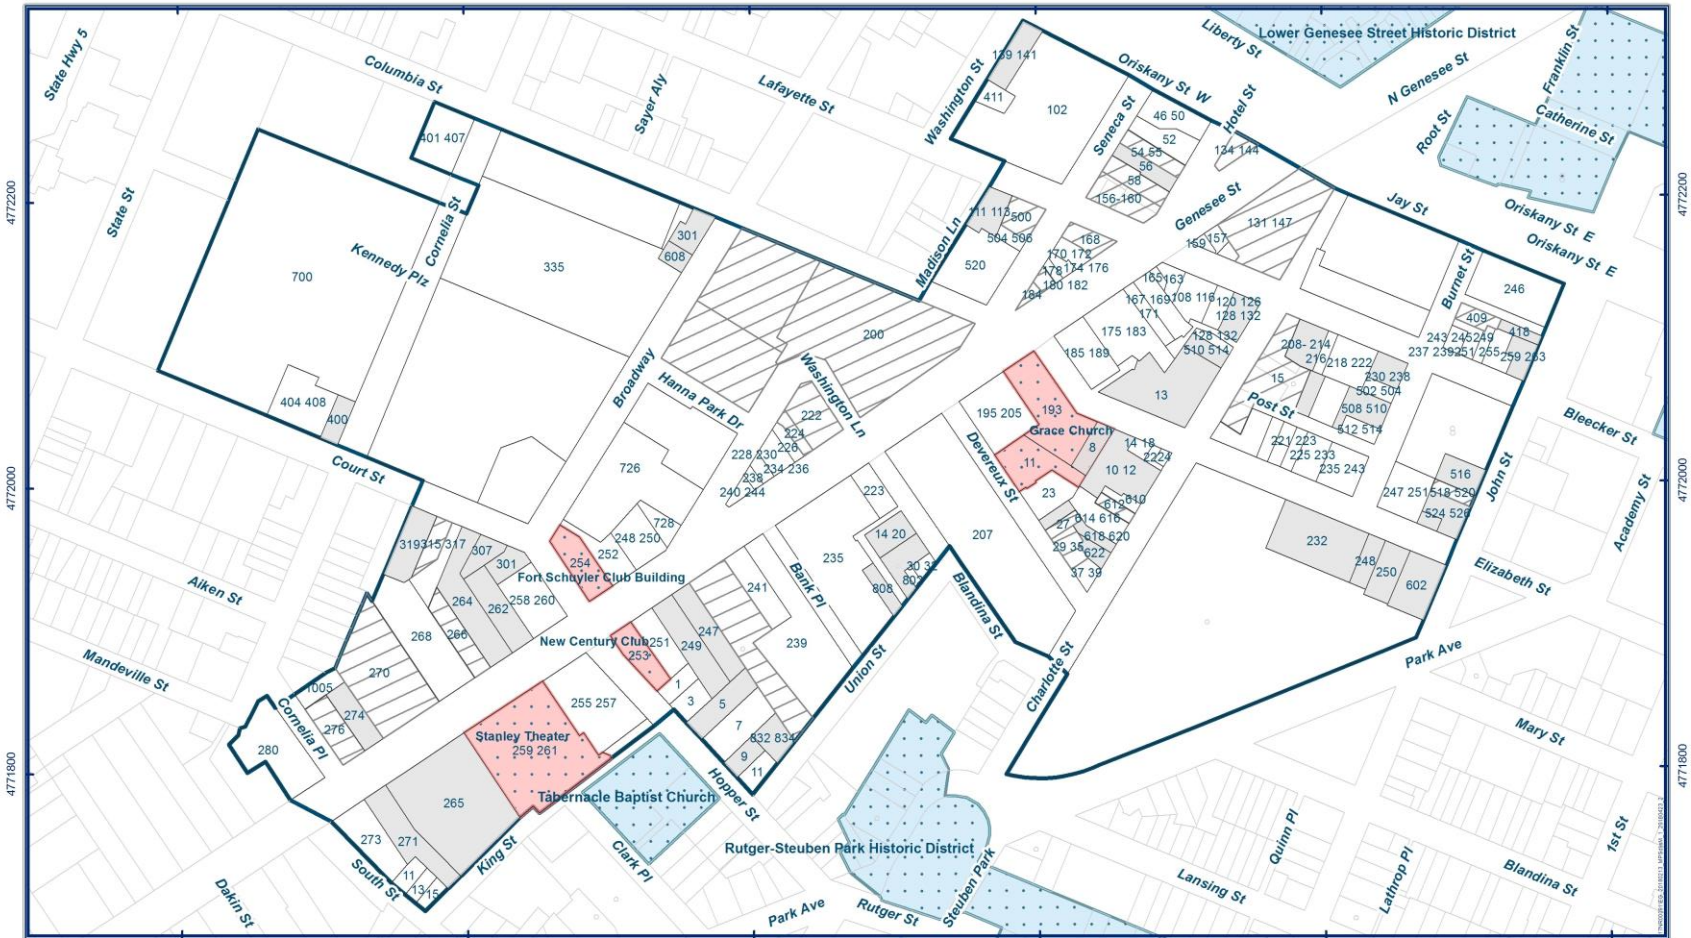 Liberty St
Lower Genesee Street Historic District
Franklin St
State Hwy 5
Columbia St
Sayer Aly
Lafayette St
Washington St
139 141
Oriskany St W
N Genesee St
411
102
Seneca St
46 50
Hotel St
Root St
Catherine St
52
134 144
54 55
56
58
401 407
156-160
Genesee St
Jay St
4772200
4772200
State St
Cornelia St
111 113
500
504 506
131 147
Oriskany St E
Oriskany St E
Kennedy Plz
301
608
168
159
157
Madison Ln
170 172
700
335
520
178
174 176
180 182
184
165
163
Burnet St
246
167 169
108 116
120 126
171
128 132
409
418
200
175 183
128 132
510 514
208- 214
243 245
249
237 239
251 255
259 263
185 189
216
218 222
Broadway
Hanna Park Dr
Washington Ln
15
230 238
502 504
13
404 408
400
222
195 205
193
Post St
508 510
512 514
Bleecker St
224
226
Grace Church
8
14 18
221 223
225 233
228 230
234 236
238
240 244
Court St
726
Devereux St
11
10 12
22
24
235 243
516
John St
4772000
4772000
223
23
610
612
247 251
518 520
524 526
728
248 250
14 20
207
27
614 616
618 620
622
29 35
37 39
319
315
317
307
301
252
254
235
232
248
250
602
Academy St
Aiken St
Fort Schuyler Club Building
241
Bank Pl
808
30 32
Blandina St
Elizabeth St
264
262
258 260
268
266
New Century Club
251
253
249
247
239
Union St
Park Ave
Mandeville St
270
1005
274
276
Cornelia Pl
1
3
5
7
Charlotte St
255 257
Mary St
280
Stanley Theater
259 261
832 834
9
11
4771800
4771800
Hopper St
265
Tabernacle Baptist Church
273
271
King St
Clark Pl
Rutger-Steuben Park Historic District
Quinn Pl
1st St
11
13
15
South St
Dakin St
Park Ave
Rutger St
Steuben Park
Lansing St
Lathrop Pl
Blandina St